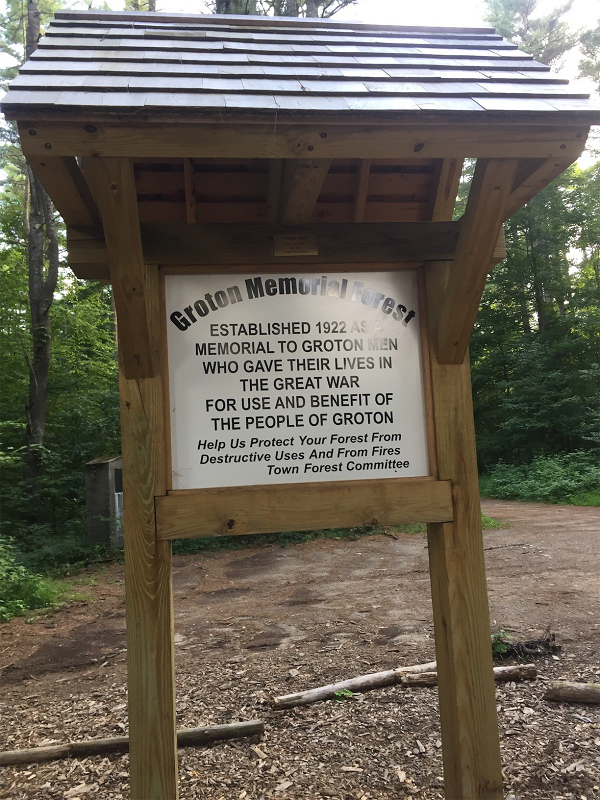 Groton Memorial Forest
ESTABLISHED 1922 AS A
MEMORIAL TO GROTON MEN
WHO GAVE THEIR LIVES IN
THE GREAT WAR
FOR USE AND BENEFIT OF
THE PEOPLE OF GROTON
Help Us Protect Your Forest From
Destructive Uses And From Fires
Town Forest Committee